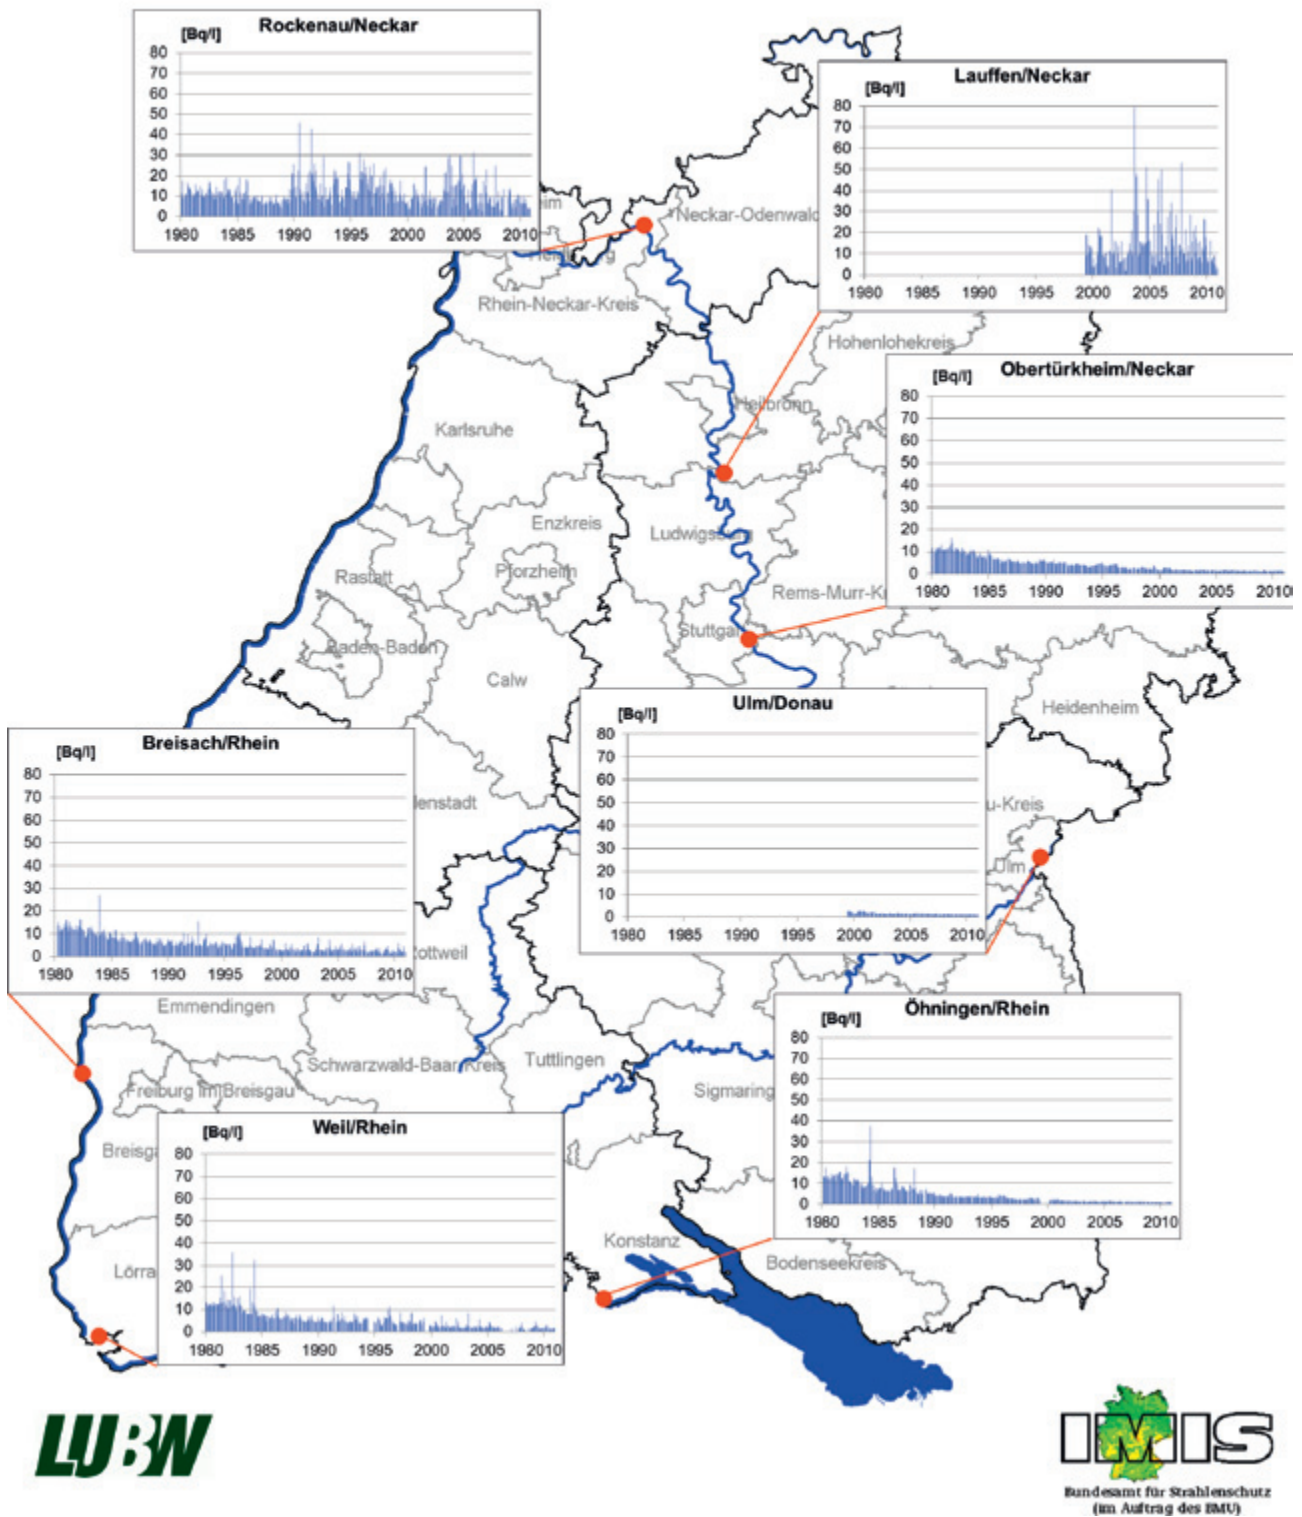 Rockenau/Neckar
[Bq/l]
80
70
60
50
40
30
20
10
0
1980 1985 1990 1995 2000 2005 2010
Lauffen/Neckar
[Bq/l]
80
70
60
50
40
30
20
10
0
1980 1985 1990 1995 2000 2005 2010
Neckar-Odenwald
Rhein-Neckar-Kreis
Hohenlohekreis
Obertürkheim/Neckar
[Bq/l]
80
70
60
50
40
30
20
10
0
1980 1985 1990 1995 2000 2005 2010
Heilbronn
Karlsruhe
Enzkreis
Ludwigsburg
Pforzheim
Rastatt
Rems-Murr-K
Stuttgar
Baden-Baden
Calw
Heidenheim
Ulm/Donau
[Bq/l]
80
70
60
50
40
30
20
10
0
1980 1985 1990 1995 2000 2005 2010
Breisach/Rhein
[Bq/l]
80
70
60
50
40
30
20
10
0
1980 1985 1990 1995 2000 2005 2010
lenstadt
u-Kreis
Ulm
ottweil
Emmendingen
Schwarzwald-Baar-Kreis
Tuttlingen
Freiburg im Breisgau
Sigmaring
Öhningen/Rhein
[Bq/l]
80
70
60
50
40
30
20
10
0
1980 1985 1990 1995 2000 2005 2010
Breisga
Weil/Rhein
[Bq/l]
80
70
60
50
40
30
20
10
0
1980 1985 1990 1995 2000 2005 2010
Lörra
Konstanz
Bodenseekreis
LUBW
IMIS
Bundesamt für Strahlenschutz
(im Auftrag des BMU)